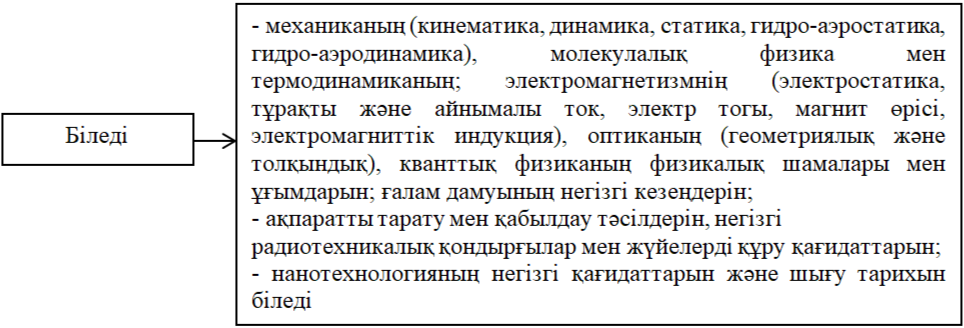 Біледі
- механиканың (кинематика, динамика, статика, гидро-аэростатика,
гидро-аэродинамика), молекулалық физика мен
термодинамиканың; электромагнетизмнің (электростатика,
тұрақты және айнымалы ток, электр тогы, магнит өрісі,
электромагниттік индукция), оптиканың (геометриялық және
толқындық), кванттық физиканың физикалық шамалары мен
ұғымдарын; ғалам дамуының негізгі кезеңдерін;
- ақпаратты тарату мен қабылдау тәсілдерін, негізгі
радиотехникалық қондырғылар мен жүйелерді құру қағидаттарын;
- нанотехнологияның негізгі қағидаттарын және шығу тарихын
біледі